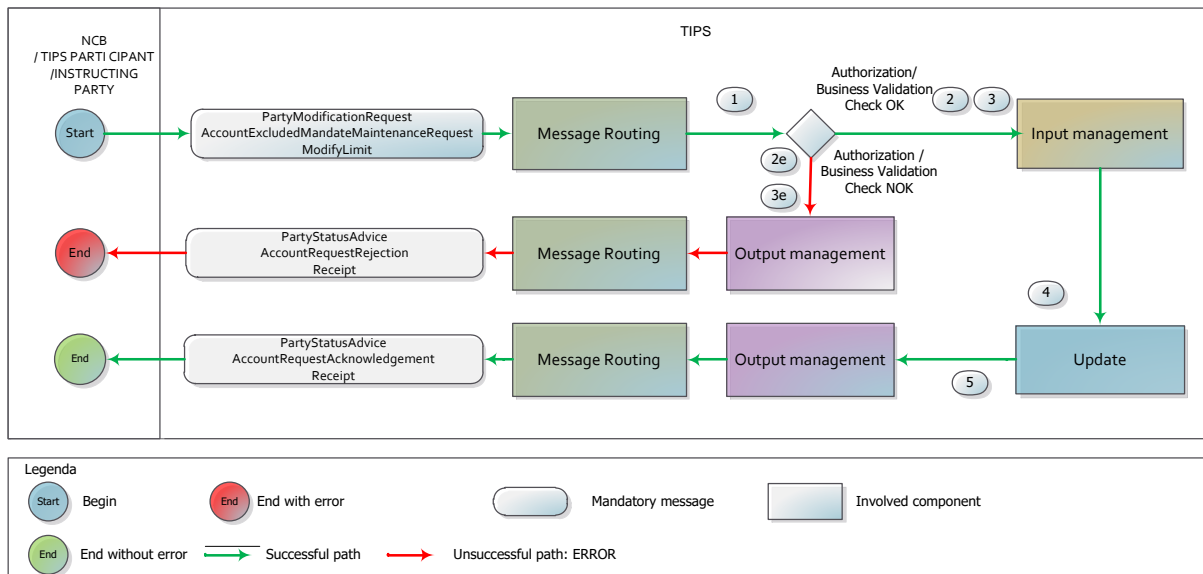 NCB
/ TIPS PARTI CIPANT
/INSTRUCTING
PARTY
TIPS
Start
PartyModificationRequest
AccountExcludedMandateMaintenanceRequest
ModifyLimit
Message Routing
1
Authorization/
Business Validation
Check OK
2
3
Input management
2e
3e
Authorization /
Business Validation
Check NOK
End
PartyStatusAdvice
AccountRequestRejection
Receipt
Message Routing
Output management
4
End
PartyStatusAdvice
AccountRequestAcknowledgement
Receipt
Message Routing
Output management
5
Update
Legenda
Start
Begin
End
End with error
Mandatory message
Involved component
End
End without error
Successful path
Unsuccessful path: ERROR